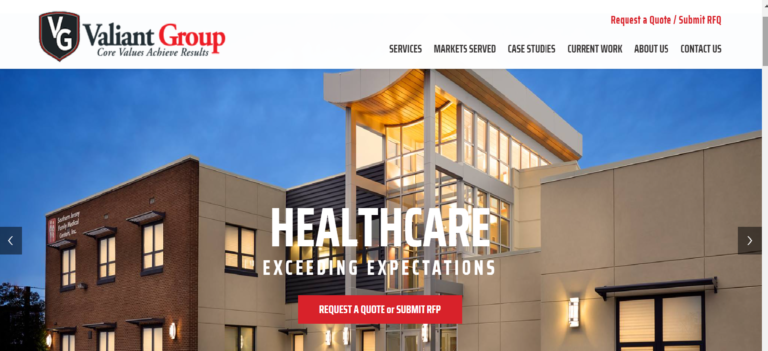 Request a Quote / Submit RFQ
VG
Valiant Group
Core Values Achieve Results
SERVICES MARKETS SERVED CASE STUDIES CURRENT WORK ABOUT US CONTACT US
Southern Jersey
Family Medical
Centers, Inc.
HEALTHCARE
EXCEEDING EXPECTATIONS
REQUEST A QUOTE or SUBMIT RFP